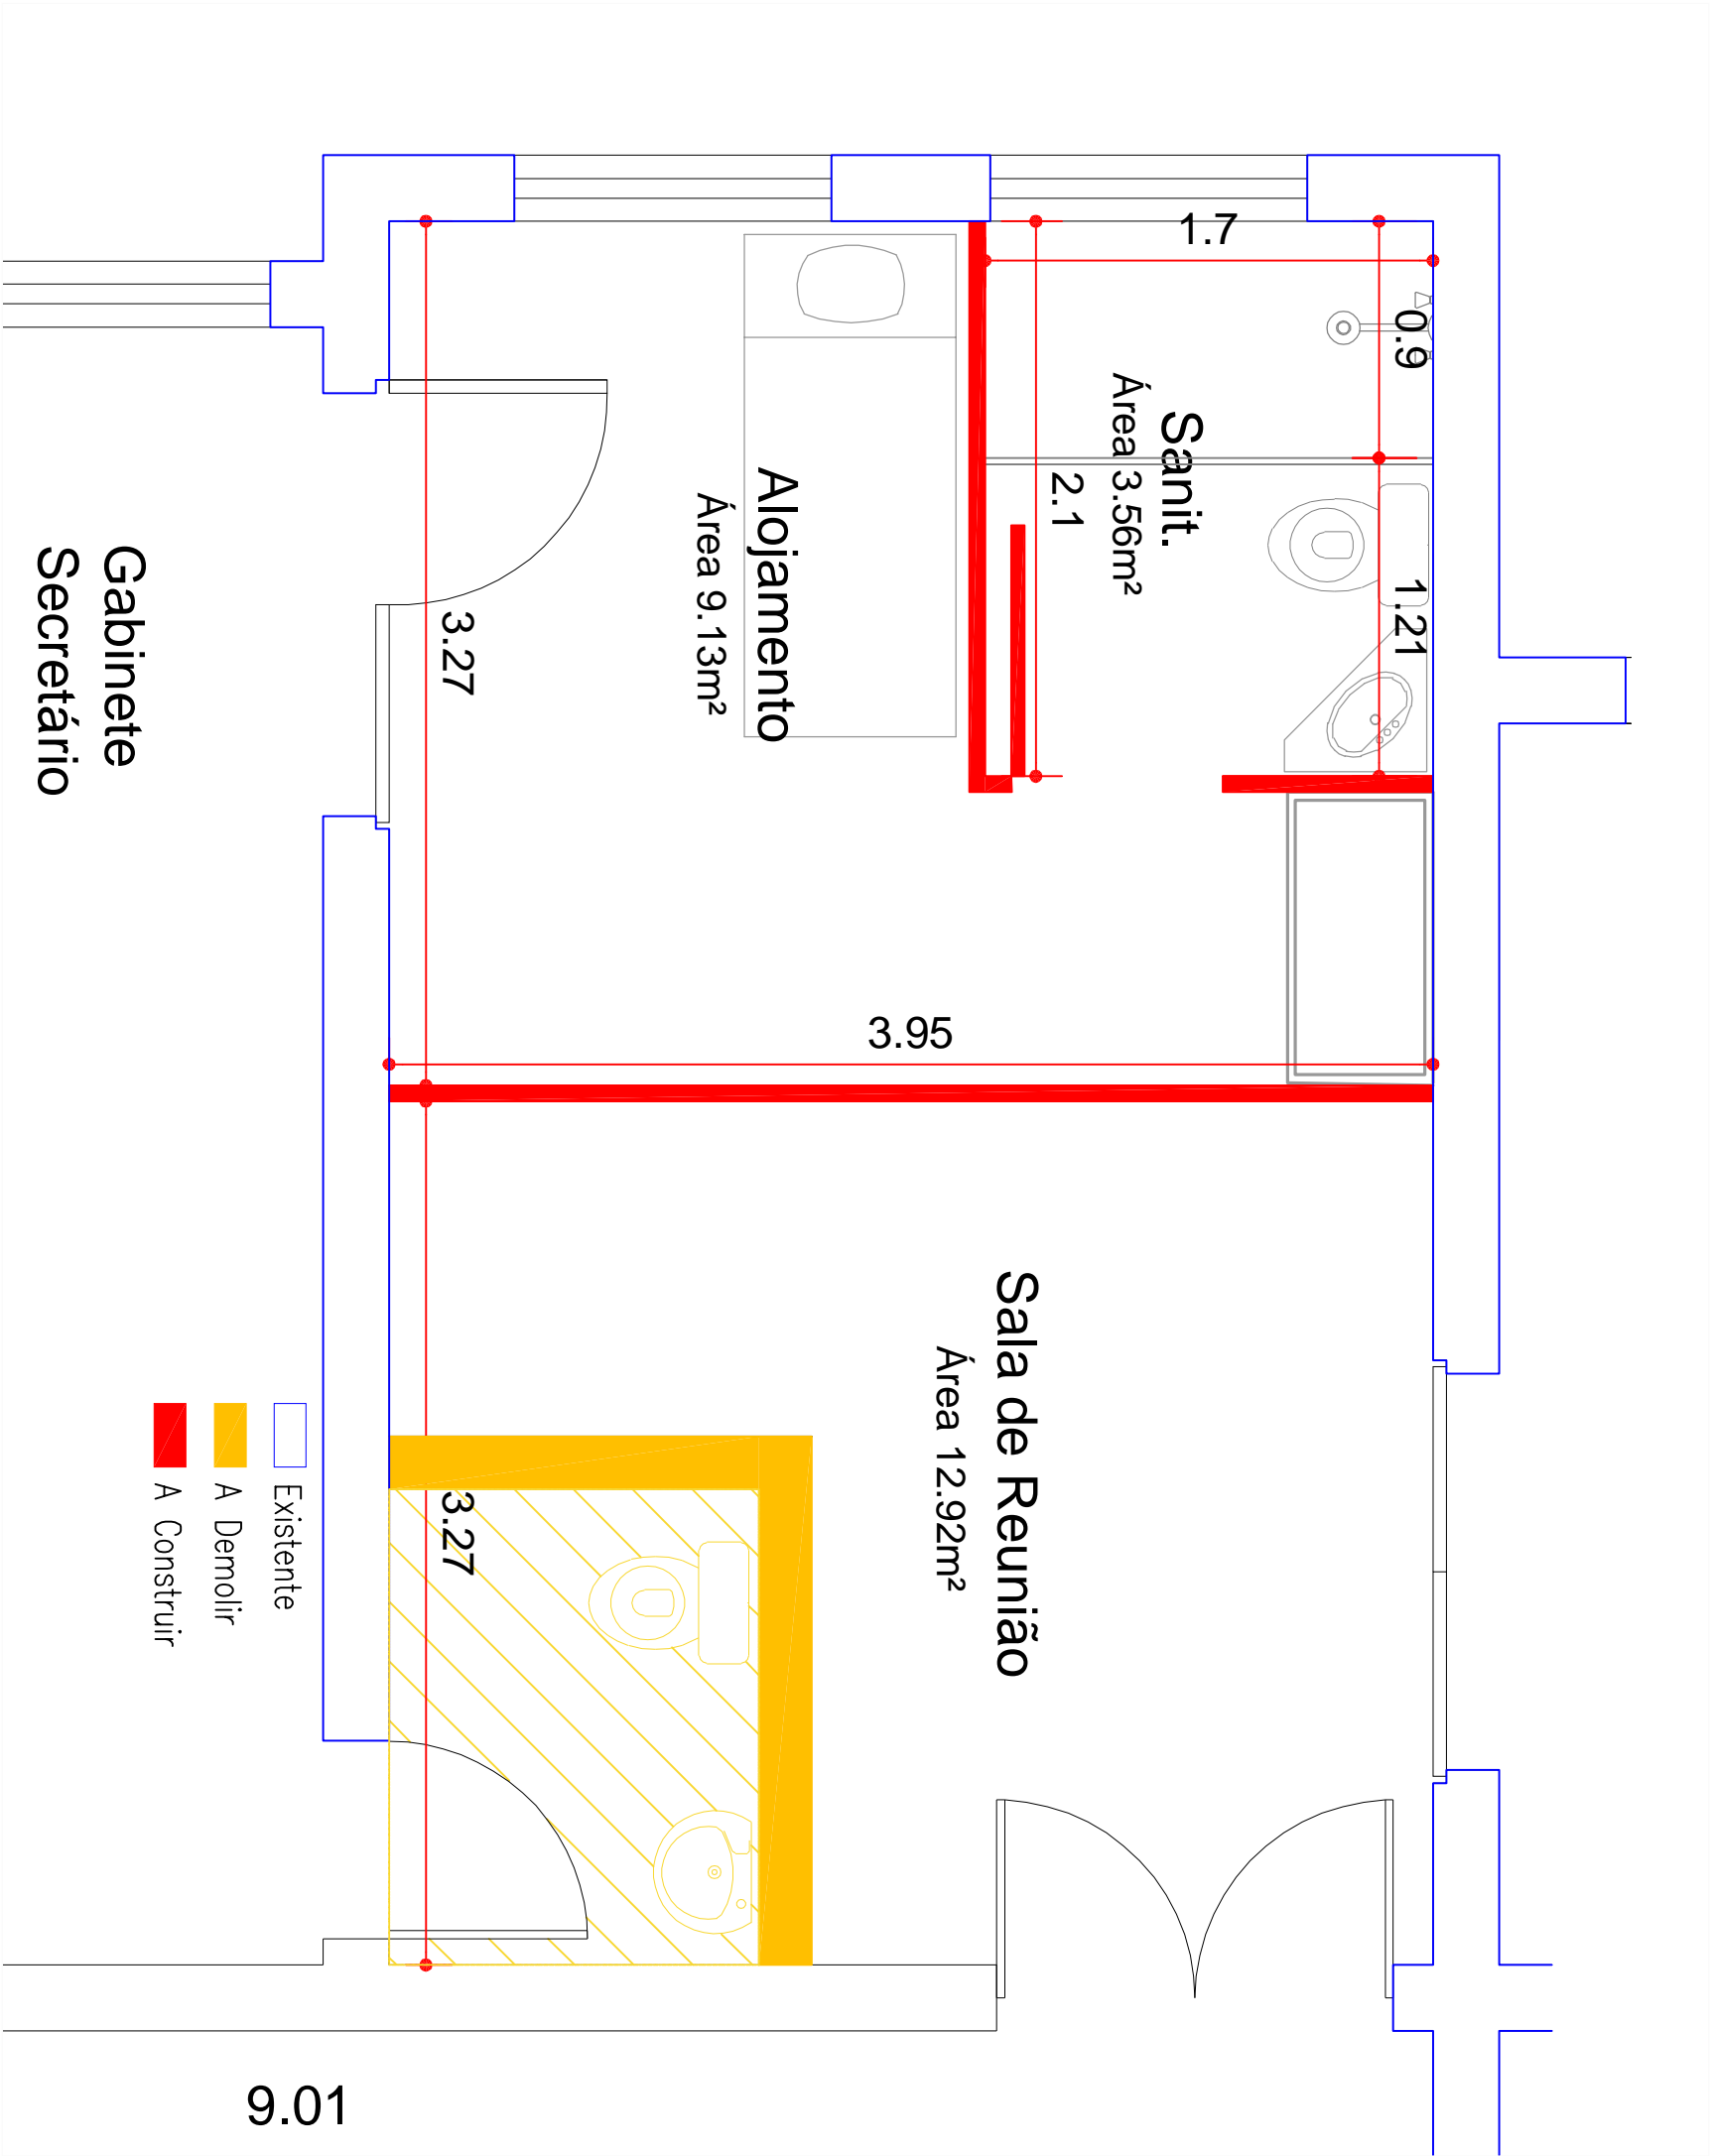 1.7
0.9
Sanit.
Área 3.56m²
2.1
1.21
Alojamento
Área 9.13m²
3.27
Gabinete
Secretário
3.95
Sala de Reunião
Área 12.92m²
3.27
Existente
A Demolir
A Construir
9.01